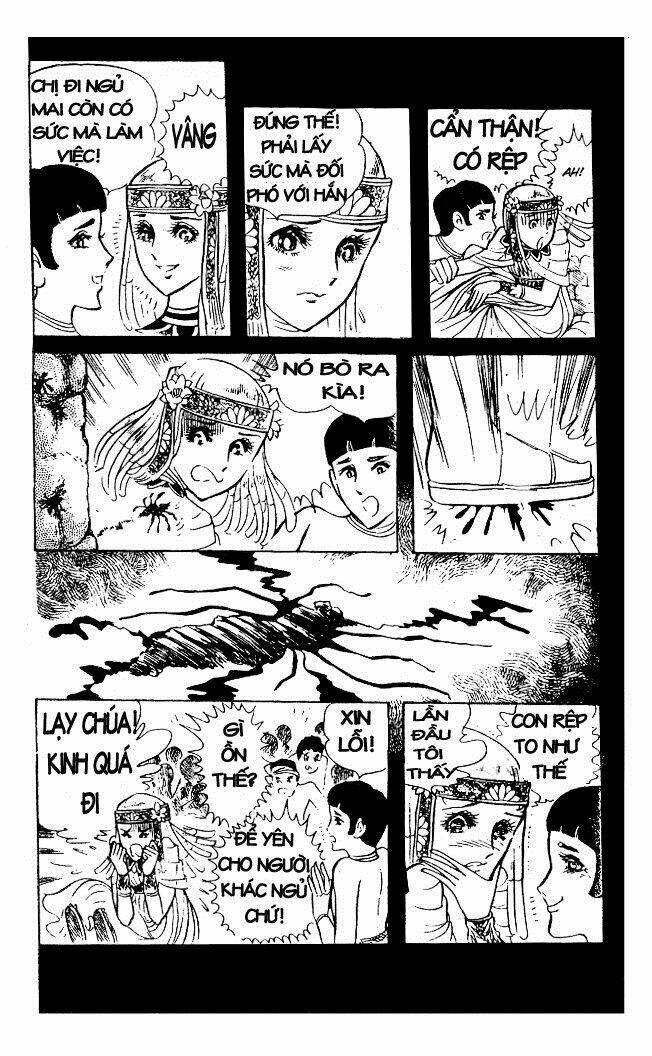 CHỊ ĐI NGỦ
MAI CÒN CÓ
SỨC MÀ LÀM
VIỆC!
VÂNG
ĐÚNG THẾ!
PHẢI LẤY
SỨC MÀ ĐỐI
PHÓ VỚI HẮN
CẨN THẬN!
CÓ RỆP
AH!
NÓ BÒ RA
KÌA!
LẠY CHÚA!
KINH QUÁ
ĐI
GÌ
ỒN
THẾ?
XIN
LỖI!
ĐỂ YÊN
CHO NGƯỜI
KHÁC NGỦ
CHỨ!
LẦN
ĐẦU
TÔI
THẤY
CON RỆP
TO NHƯ
THẾ